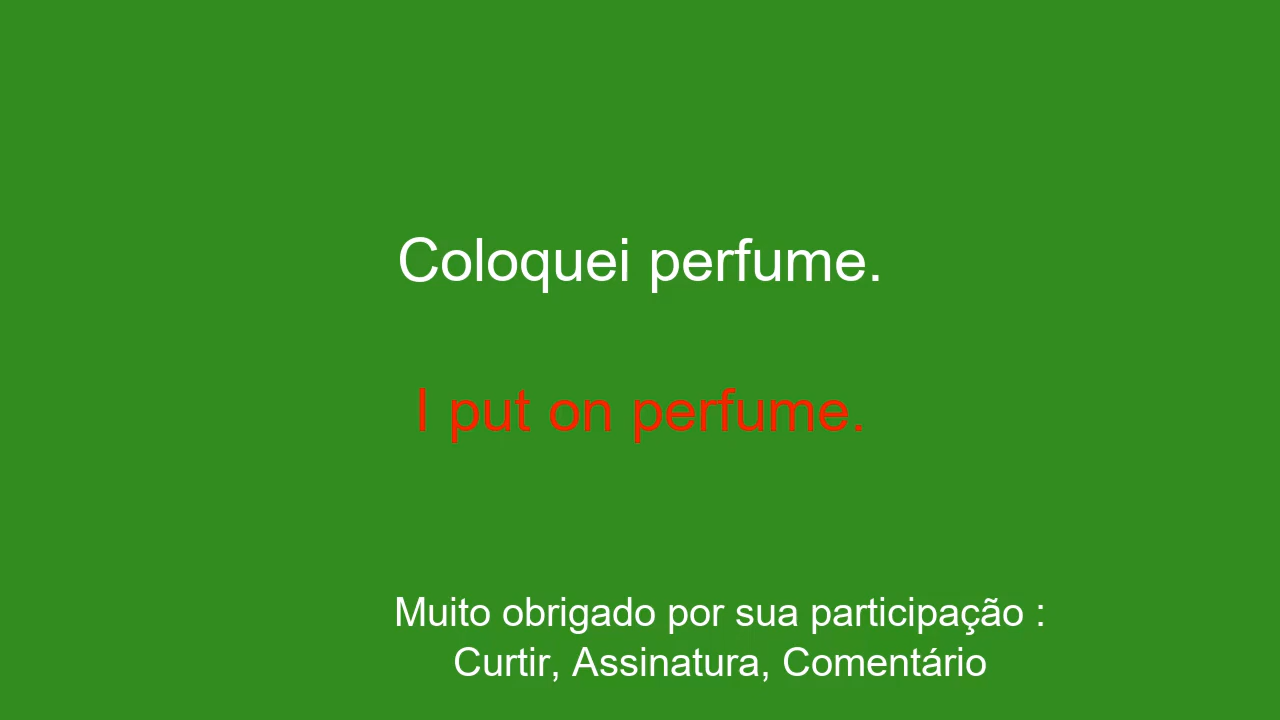 Coloquei perfume.
I put on perfume.
Muito obrigado por sua participação :
Curtir, Assinatura, Comentário